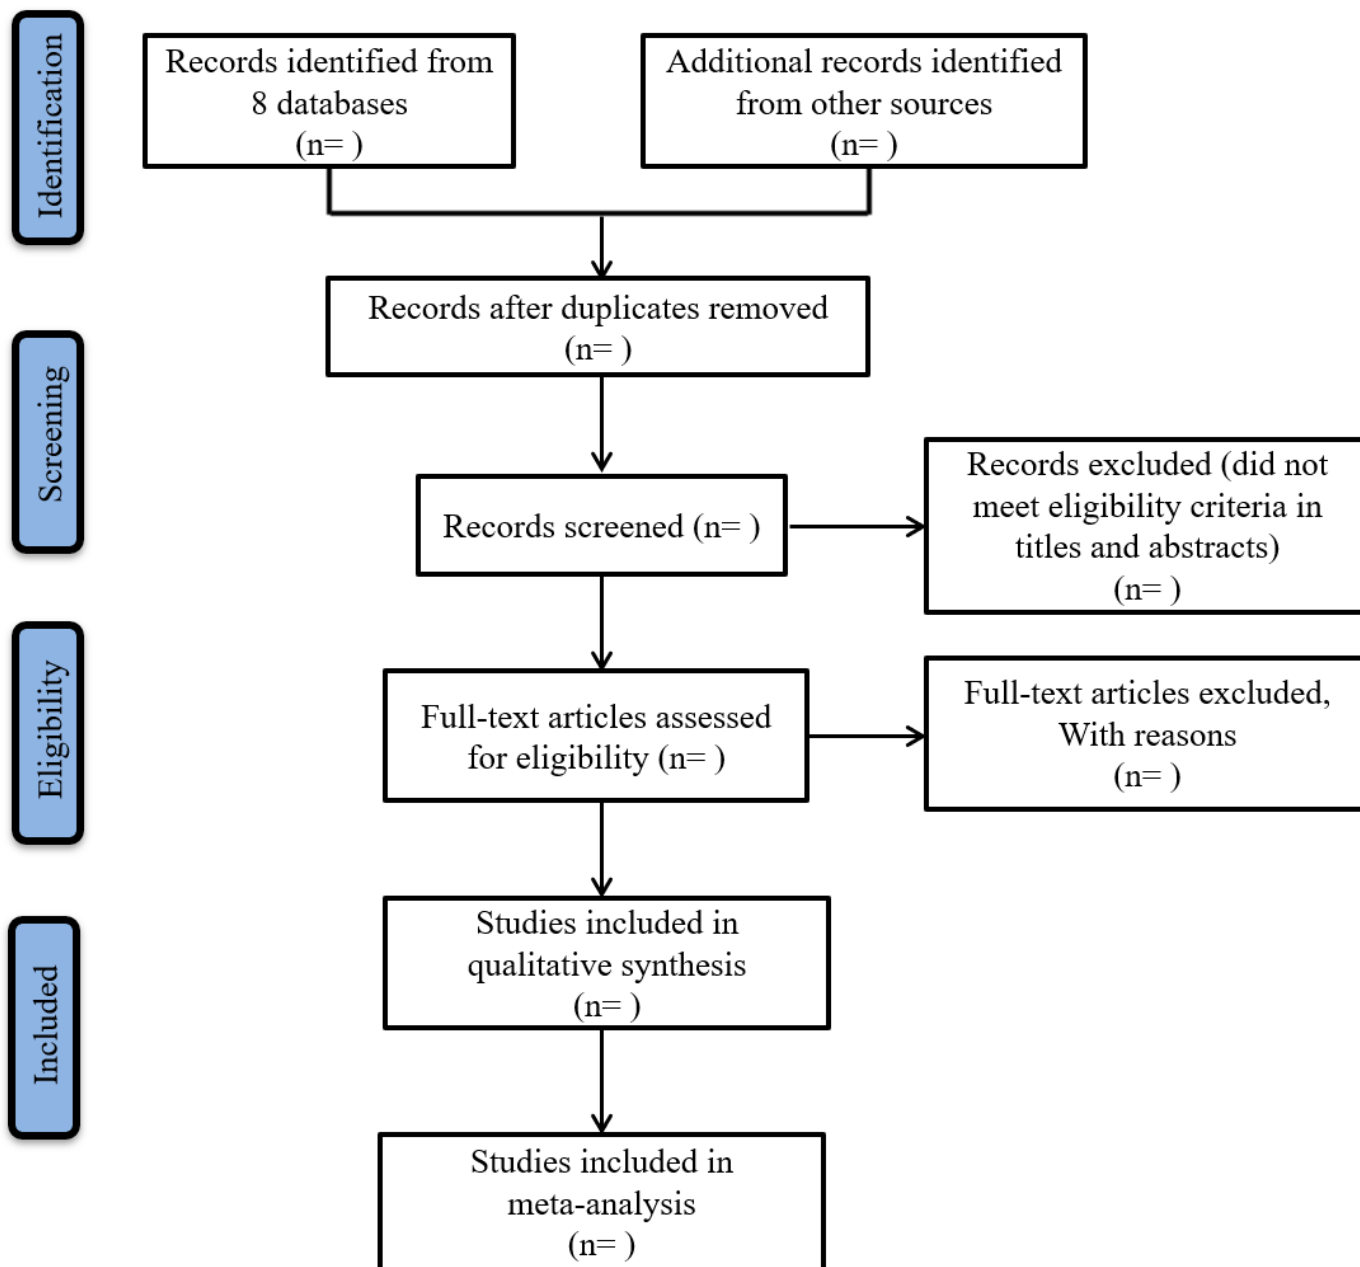 Identification
Records identified from
8 databases
(n= )
Additional records identified
from other sources
(n= )
Records after duplicates removed
(n= )
Screening
Records screened (n= )
Records excluded (did not
meet eligibility criteria in
titles and abstracts)
(n= )
Eligibility
Full-text articles assessed
for eligibility (n= )
Full-text articles excluded,
With reasons
(n= )
Included
Studies included in
qualitative synthesis
(n= )
Studies included in
meta-analysis
(n= )